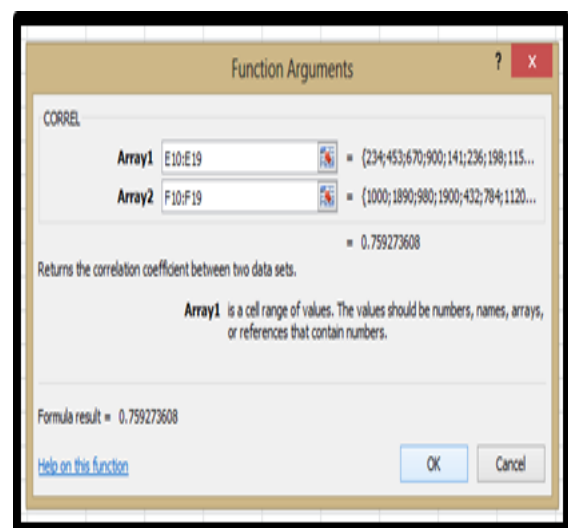 Function Arguments ? X
CORREL
Array1 E10:E19 = {234;453;670;900;141;236;198;115...
Array2 F10:F19 = {1000;1890;980;1900;432;784;1120...
= 0.759273608
Returns the correlation coefficient between two data sets.
Array1 is a cell range of values. The values should be numbers, names, arrays,
or references that contain numbers.
Formula result = 0.759273608
Help on this function OK Cancel